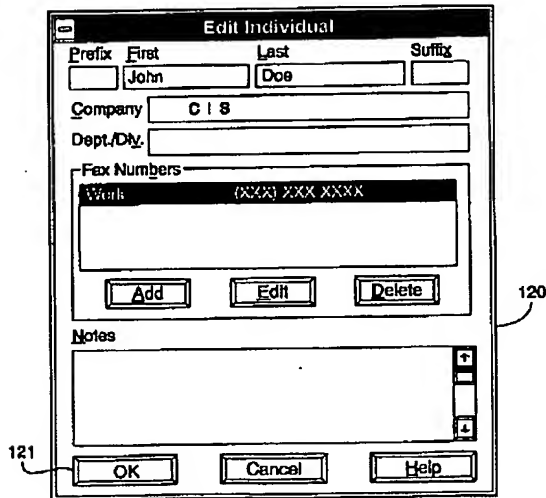 Edit Individual
Prefix First Last Suffix
John Doe
Company C I S
Dept./Div.
Fax Numbers
Work (XXX) XXX XXXX
Add Edit Delete
120
Notes
121
OK Cancel Help